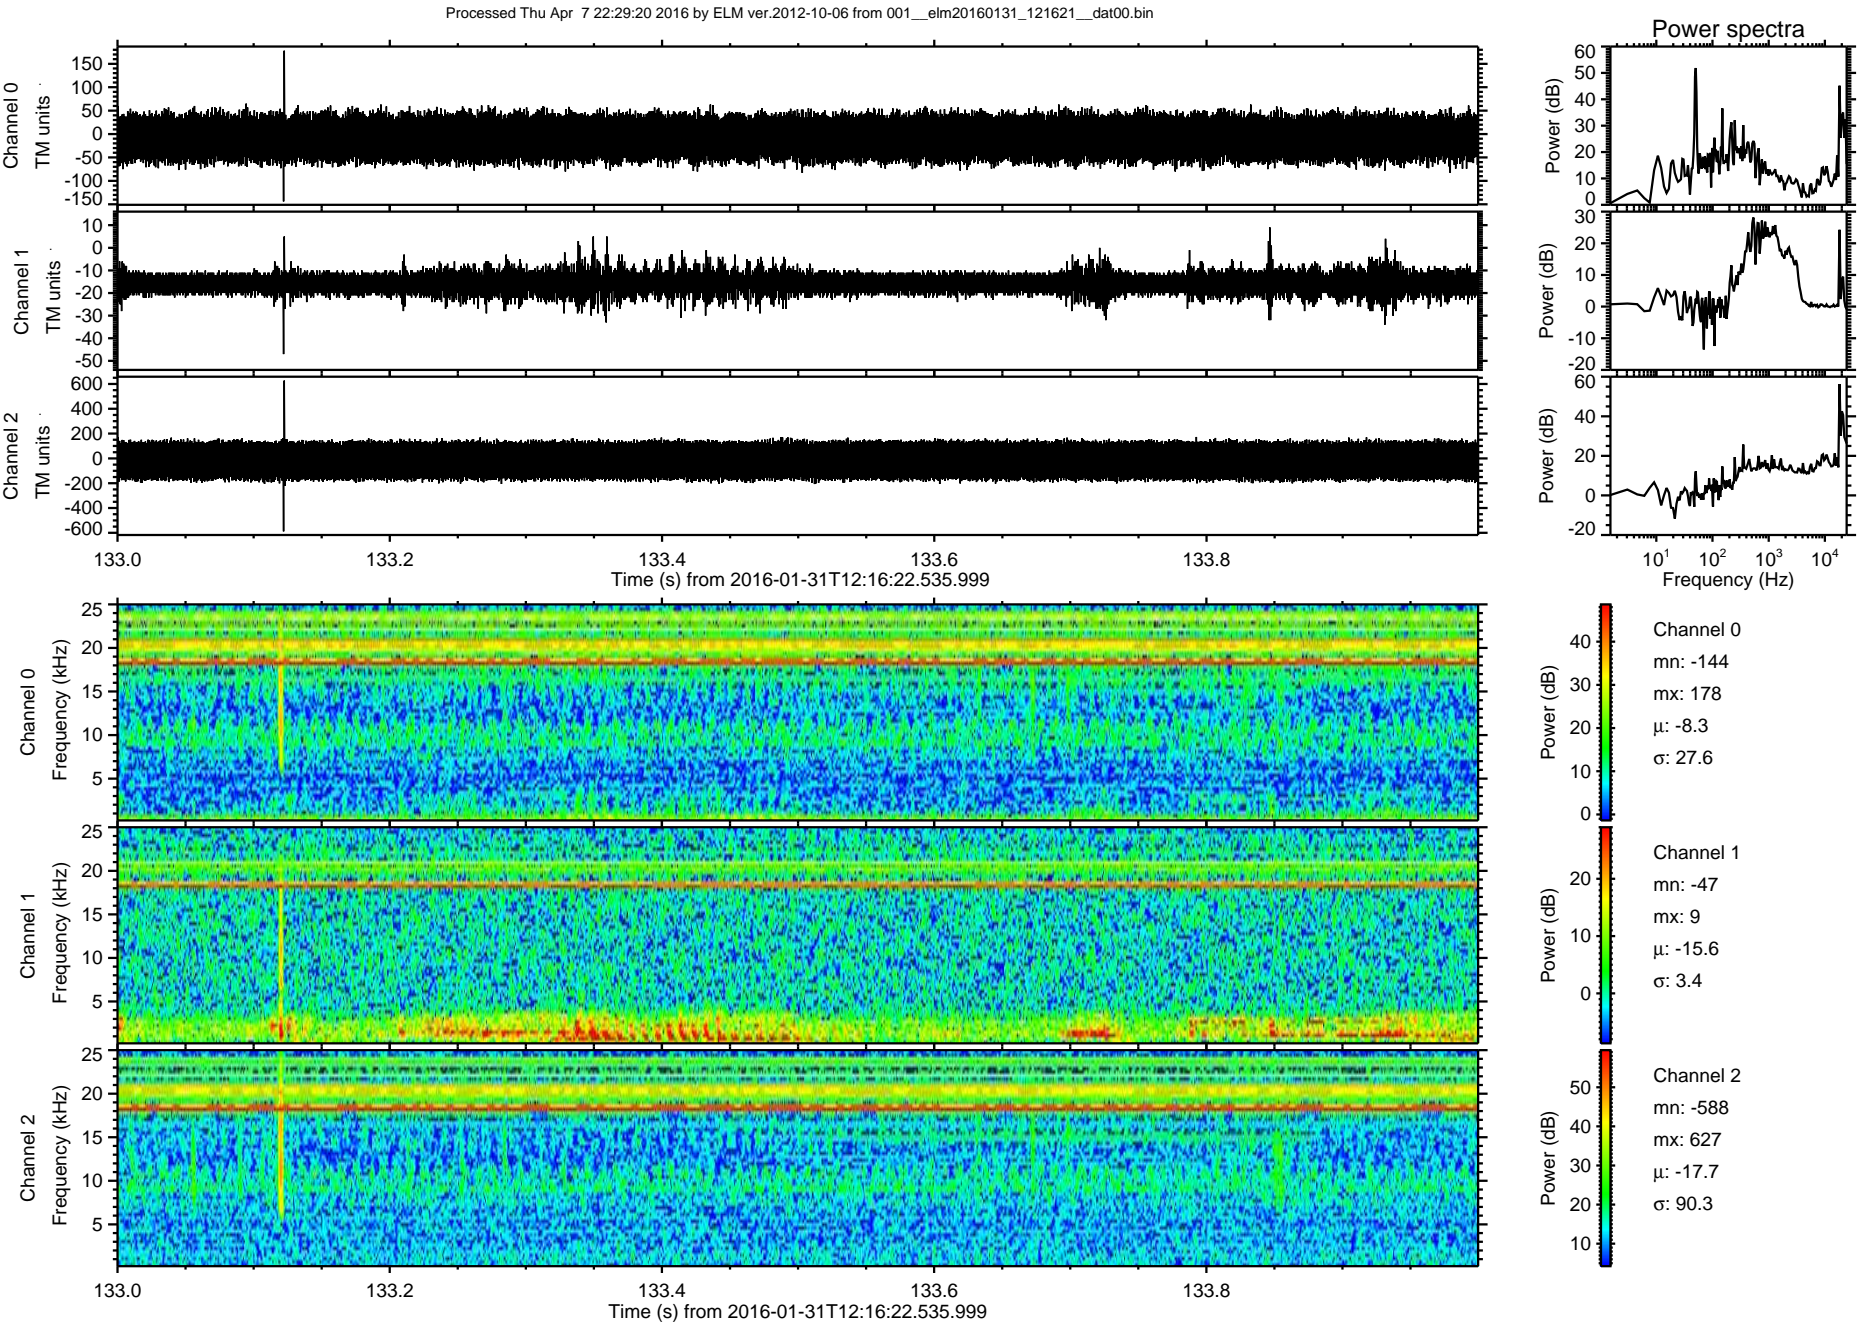 Processed Thu Apr  7 22:29:20 2016 by ELM ver.2012-10-06 from 001__elm20160131_121621__dat00.bin
Power spectra
Channel 0
TM units
150
100
50
0
-50
-100
-150
Power (dB)
60
50
40
30
20
10
0
Channel 1
TM units
10
0
-10
-20
-30
-40
-50
Power (dB)
30
20
10
0
-10
-20
Channel 2
TM units
600
400
200
0
-200
-400
-600
Power (dB)
60
40
20
0
-20
133.0
133.2
133.4
133.6
133.8
Time (s) from 2016-01-31T12:16:22.535.999
10¹
10²
10³
10⁴
Frequency (Hz)
Channel 0
Frequency (kHz)
25
20
15
10
5
Power (dB)
40
30
20
10
0
Channel 0
mn: -144
mx: 178
μ: -8.3
σ: 27.6
Channel 1
Frequency (kHz)
25
20
15
10
5
Power (dB)
20
10
0
Channel 1
mn: -47
mx: 9
μ: -15.6
σ: 3.4
Channel 2
Frequency (kHz)
25
20
15
10
5
Power (dB)
50
40
30
20
10
Channel 2
mn: -588
mx: 627
μ: -17.7
σ: 90.3
133.0
133.2
133.4
133.6
133.8
Time (s) from 2016-01-31T12:16:22.535.999